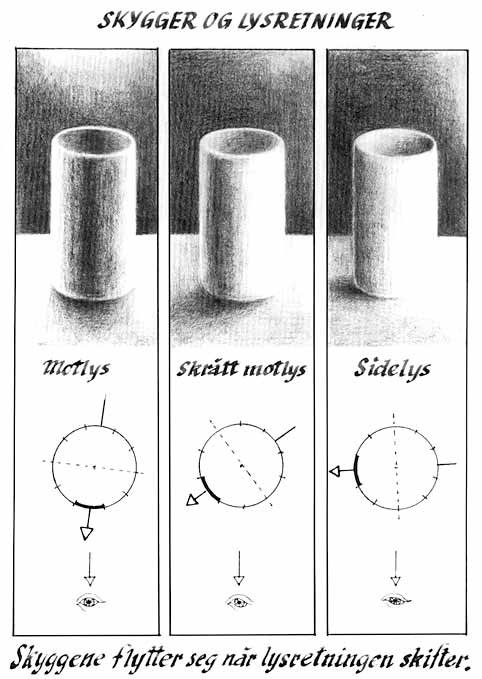 SKYGGER OG LYSRETNINGER
Motlys
Skrått motlys
Sidelys
Skyggene flytter seg når lysretningen skifter.